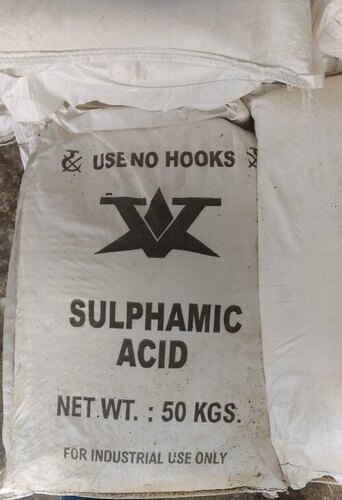 USE NO HOOKS
SULPHAMIC
ACID
NET.WT. : 50 KGS.
FOR INDUSTRIAL USE ONLY